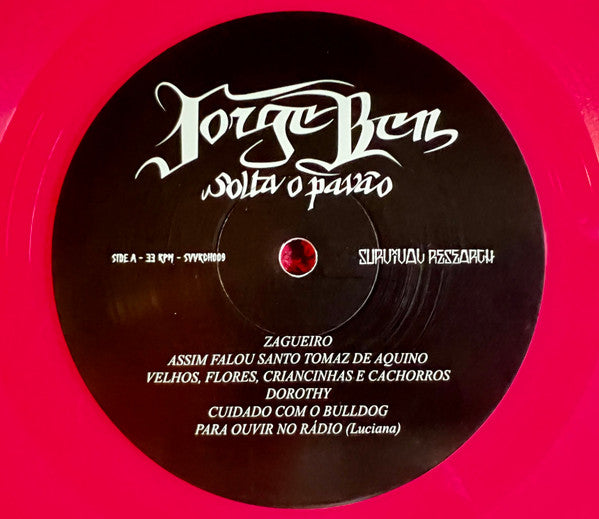 Jorge Ben
Solta o pavão
SIDE A - 33 RPM - SVVRCH009
SURVIVAL RESEARCH
ZAGUEIRO
ASSIM FALOU SANTO TOMAZ DE AQUINO
VELHOS, FLORES, CRIANCINHAS E CACHORROS
DOROTHY
CUIDADO COM O BULLDOG
PARA OUVIR NO RÁDIO (Luciana)